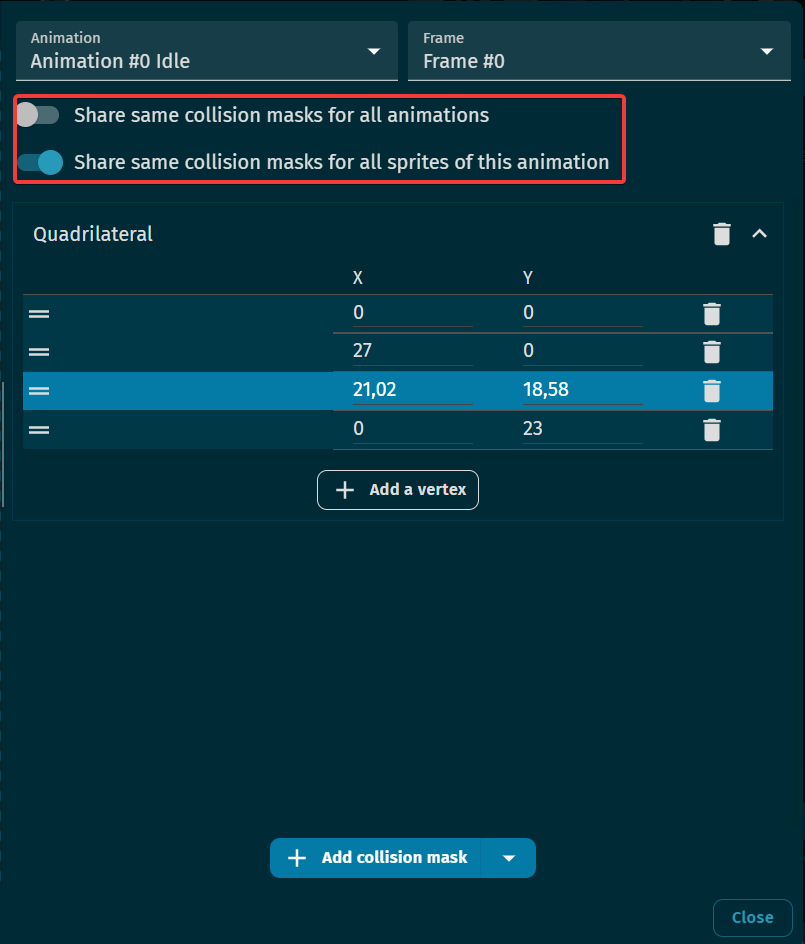 Animation
Animation #0 Idle
Frame
Frame #0
Share same collision masks for all animations
Share same collision masks for all sprites of this animation
Quadrilateral
X Y
0 0
27 0
21,02 18,58
0 23
Add a vertex
Add collision mask
Close